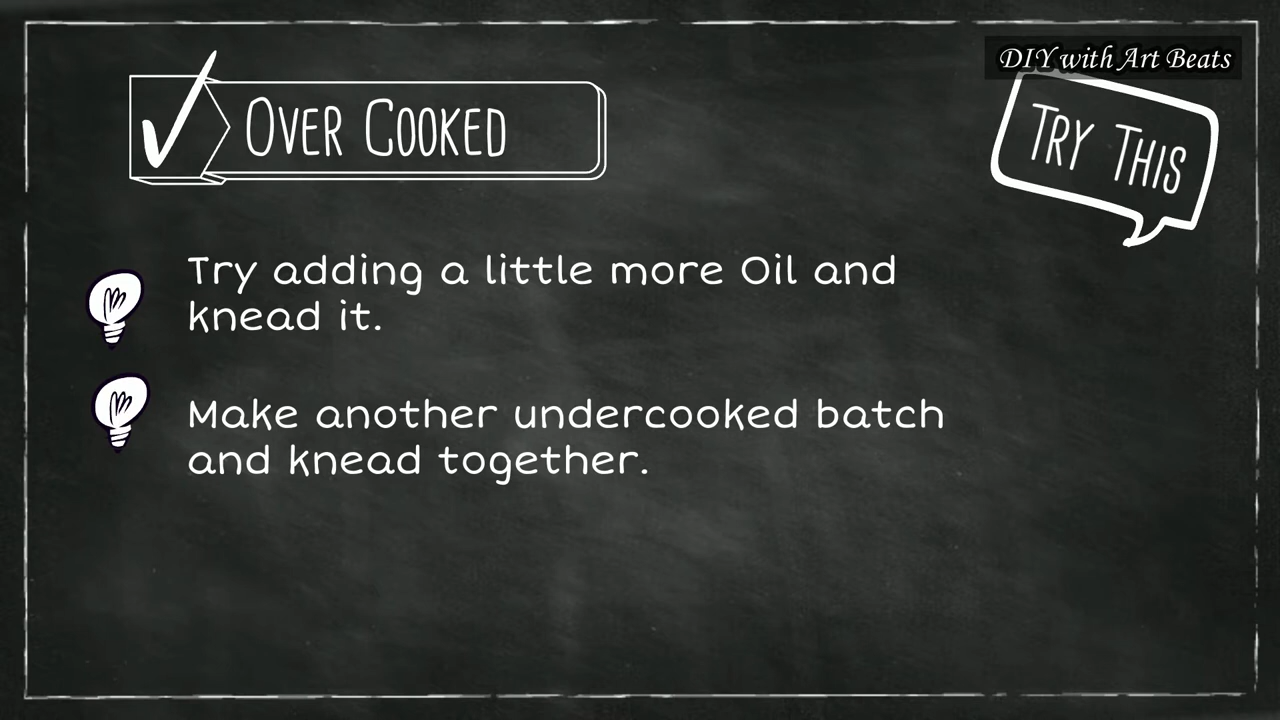 DIY with Art Beats
Over Cooked
Try This
Try adding a little more Oil and
knead it.
Make another undercooked batch
and knead together.